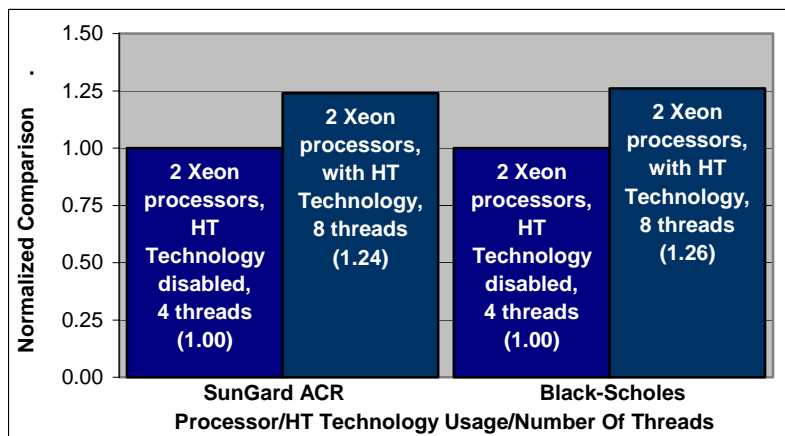 1.50
1.25
1.00
0.75
0.50
0.25
0.00
Normalized Comparison .
2 Xeon
processors,
HT
Technology
disabled,
4 threads
(1.00)
2 Xeon
processors,
with HT
Technology,
8 threads
(1.24)
2 Xeon
processors,
HT
Technology
disabled,
4 threads
(1.00)
2 Xeon
processors,
with HT
Technology,
8 threads
(1.26)
SunGard ACR
Black-Scholes
Processor/HT Technology Usage/Number Of Threads